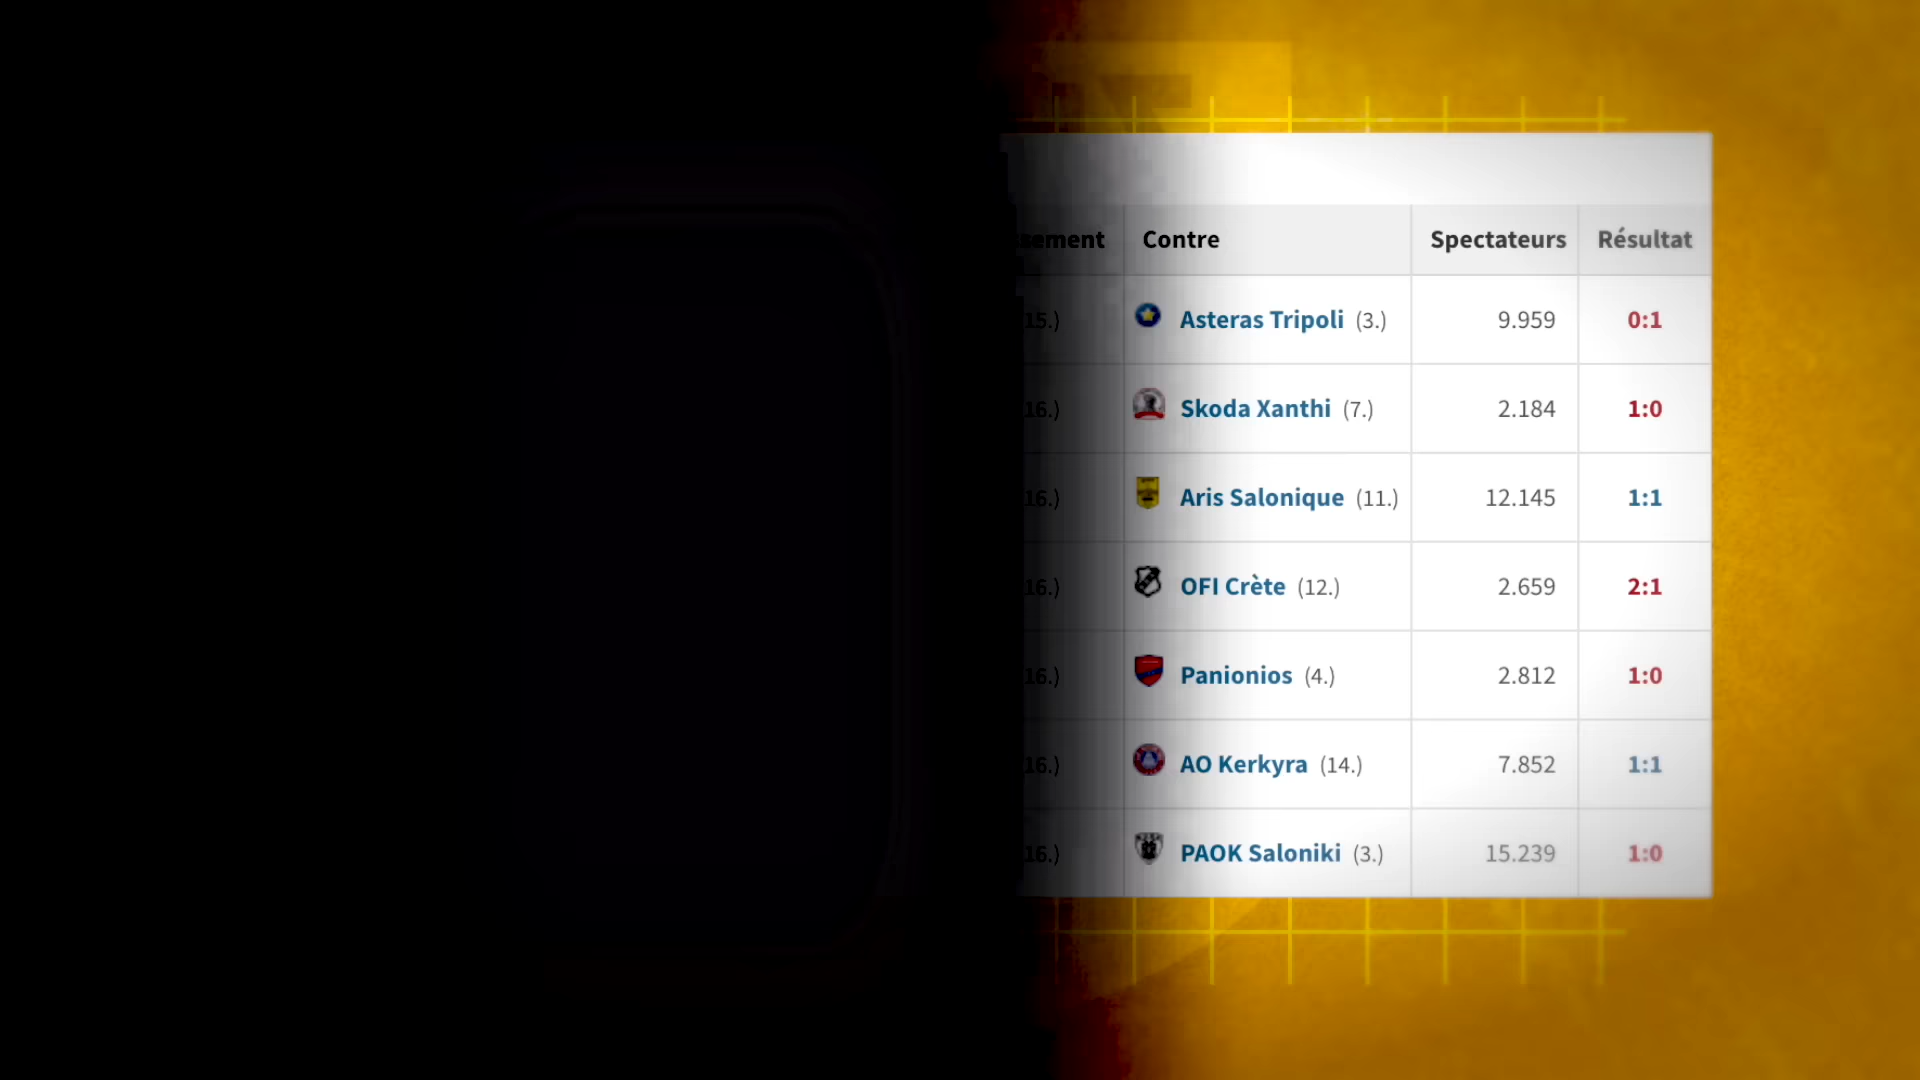 Contre Spectateurs Résultat
15.) Asteras Tripoli (3.) 9.959 0:1
16.) Skoda Xanthi (7.) 2.184 1:0
16.) Aris Salonique (11.) 12.145 1:1
16.) OFI Crète (12.) 2.659 2:1
16.) Panionios (4.) 2.812 1:0
16.) AO Kerkyra (14.) 7.852 1:1
16.) PAOK Saloniki (3.) 15.239 1:0